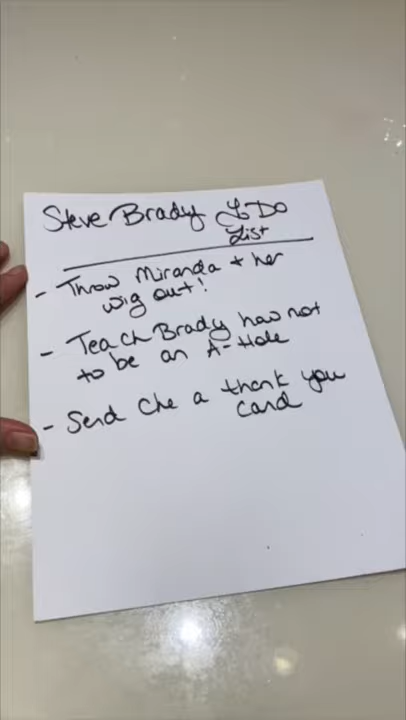 Steve Brady To Do
List
- Throw Miranda + her
wig out!
- Teach Brady how not
to be an A-Hole
- Send Che a thank you
card